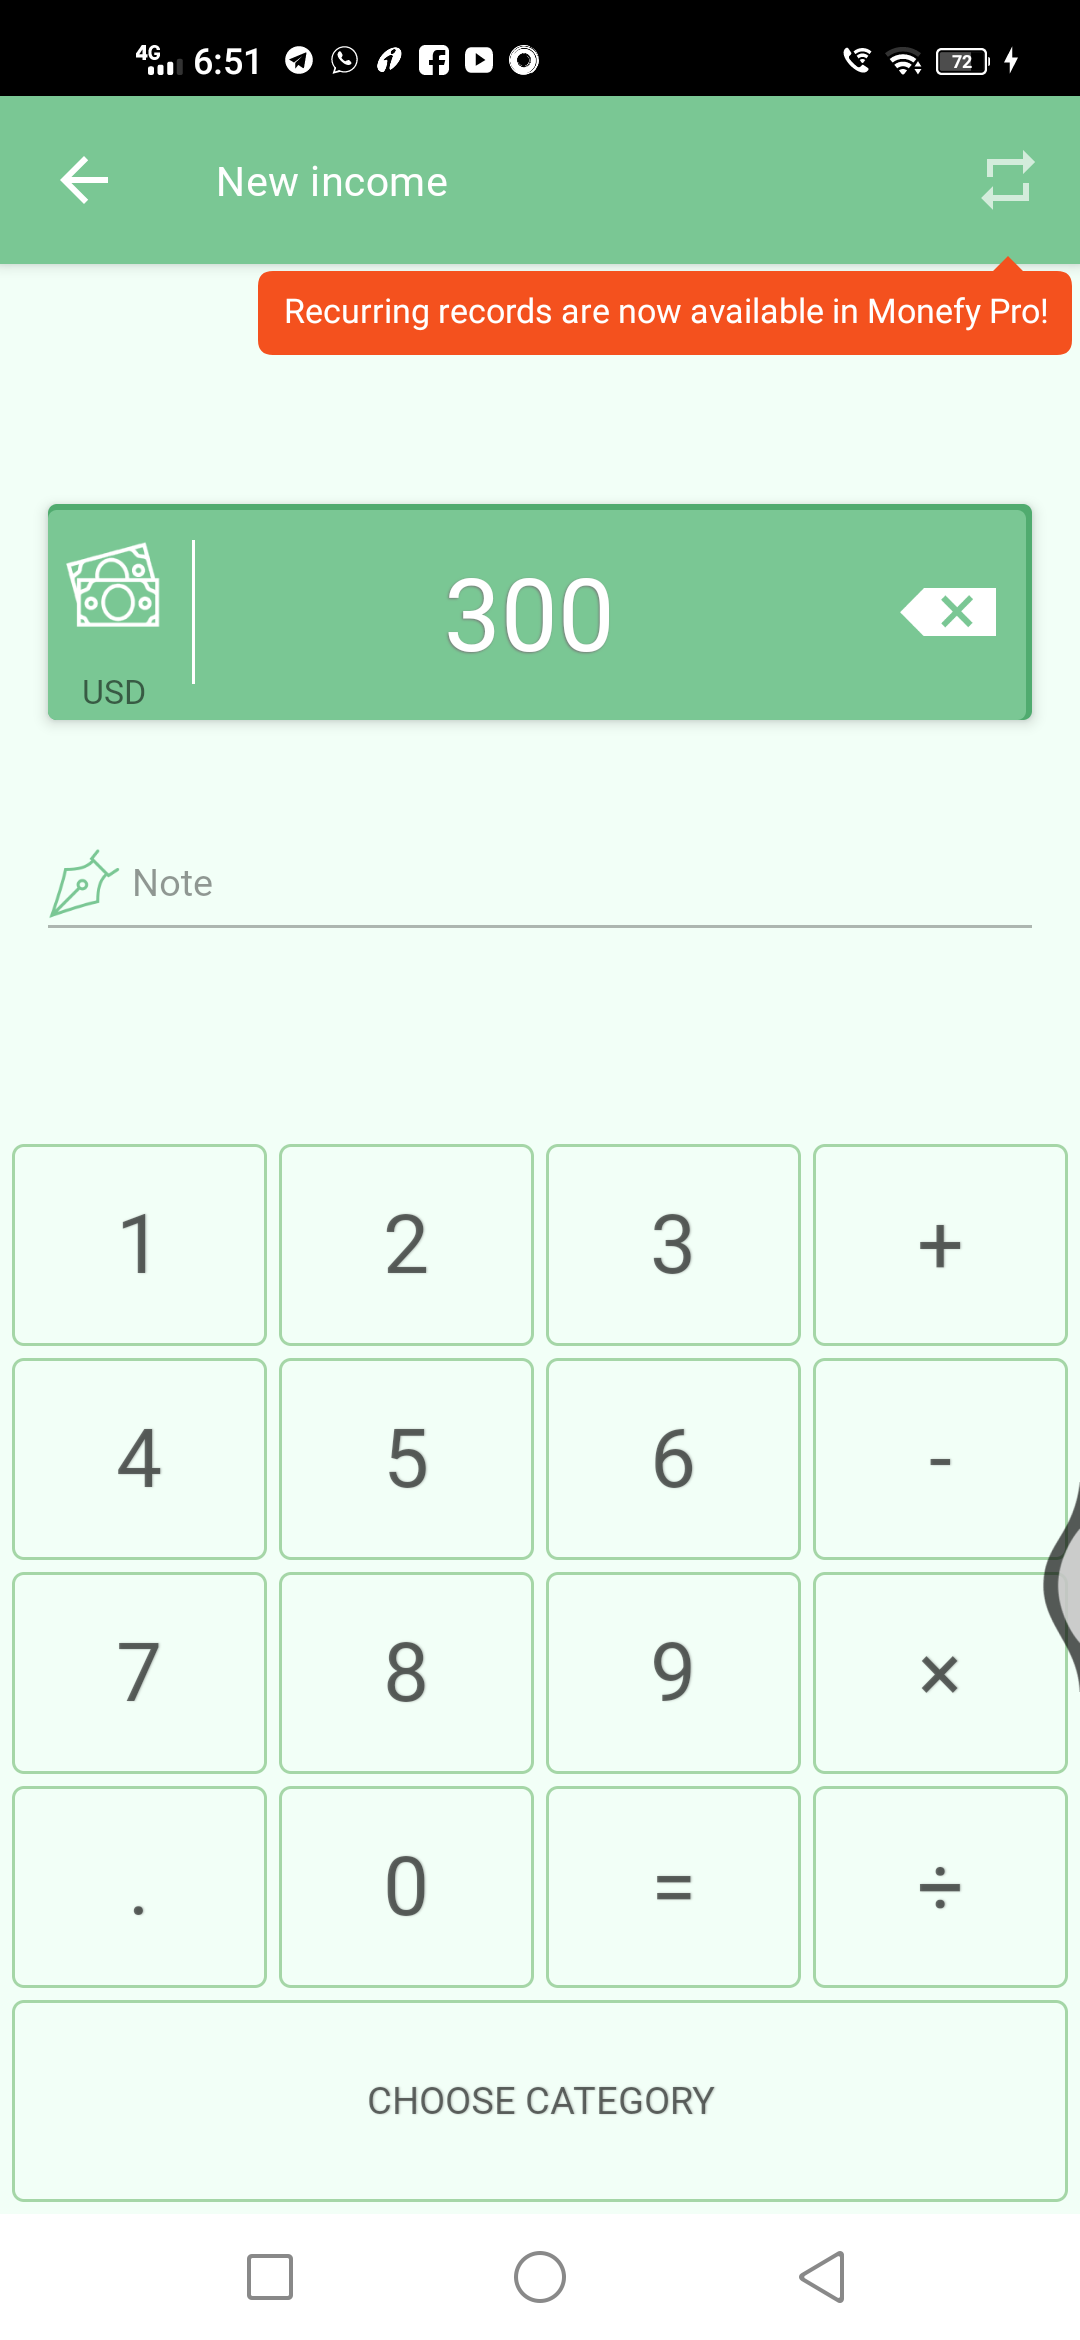 4G 6:51 72
New income
Recurring records are now available in Monefy Pro!
300
USD
Note
1 2 3 +
4 5 6 -
7 8 9 ×
. 0 = ÷
CHOOSE CATEGORY